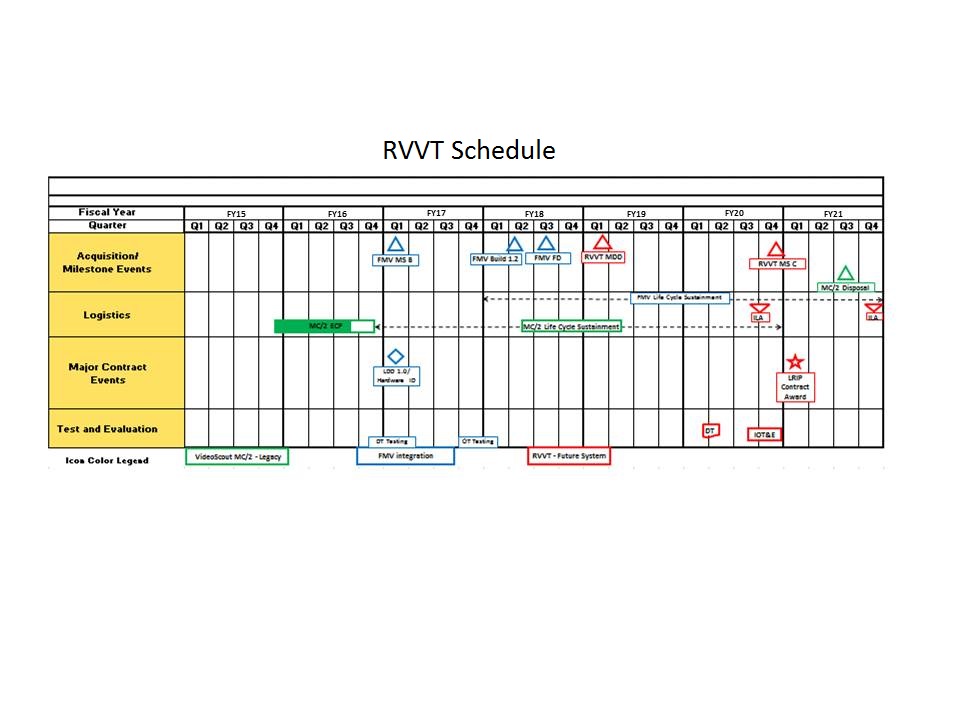 RVVT Schedule
Fiscal Year FY15 FY16 FY17 FY18 FY19 FY20 FY21
Quarter Q1 Q2 Q3 Q4 Q1 Q2 Q3 Q4 Q1 Q2 Q3 Q4 Q1 Q2 Q3 Q4 Q1 Q2 Q3 Q4 Q1 Q2 Q3 Q4 Q1 Q2 Q3 Q4
Acquisition/
Milestone Events
FMV MS B
FMV Build 1.2
FMV FD
RVVT MDD
RVVT MS C
MC/2 Disposal
Logistics
FMV Life Cycle Sustainment
MC/2 ECP
MC/2 Life Cycle Sustainment
ILA
ILA
Major Contract
Events
LDD 1.0/
Hardware ID
LRIP
Contract
Award
Test and Evaluation
DT Testing
OT Testing
DT
IOT&E
Icon Color Legend
VideoScout MC/2 - Legacy
FMV integration
RVVT - Future System